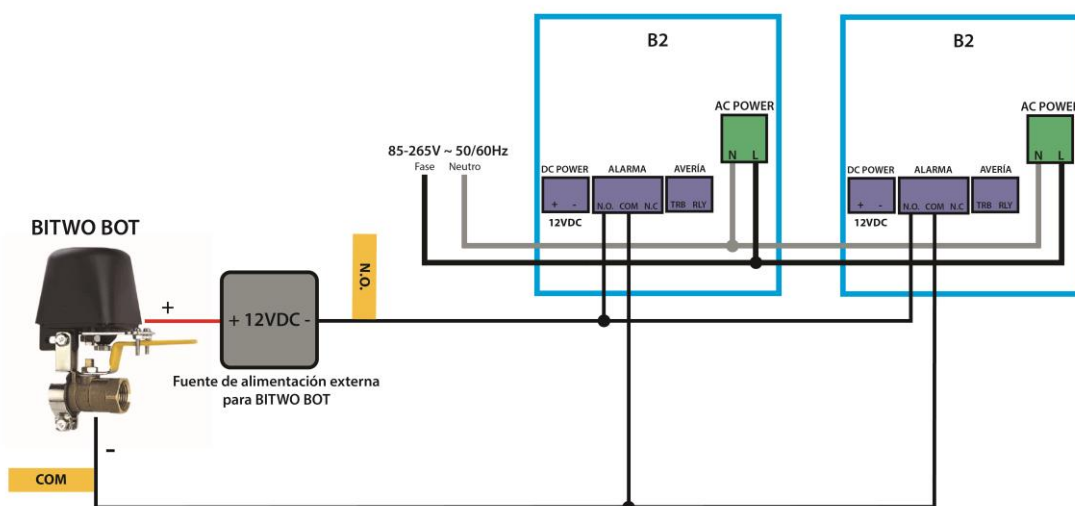 B2
B2
AC POWER
AC POWER
85-265V ~ 50/60Hz
Fase Neutro
N L
N L
DC POWER ALARMA AVERÍA
DC POWER ALARMA AVERÍA
+ - N.O. COM N.C TRB RLY
+ - N.O. COM N.C TRB RLY
12VDC
12VDC
BITWO BOT
N.O.
+
+ 12VDC -
Fuente de alimentación externa
para BITWO BOT
-
COM